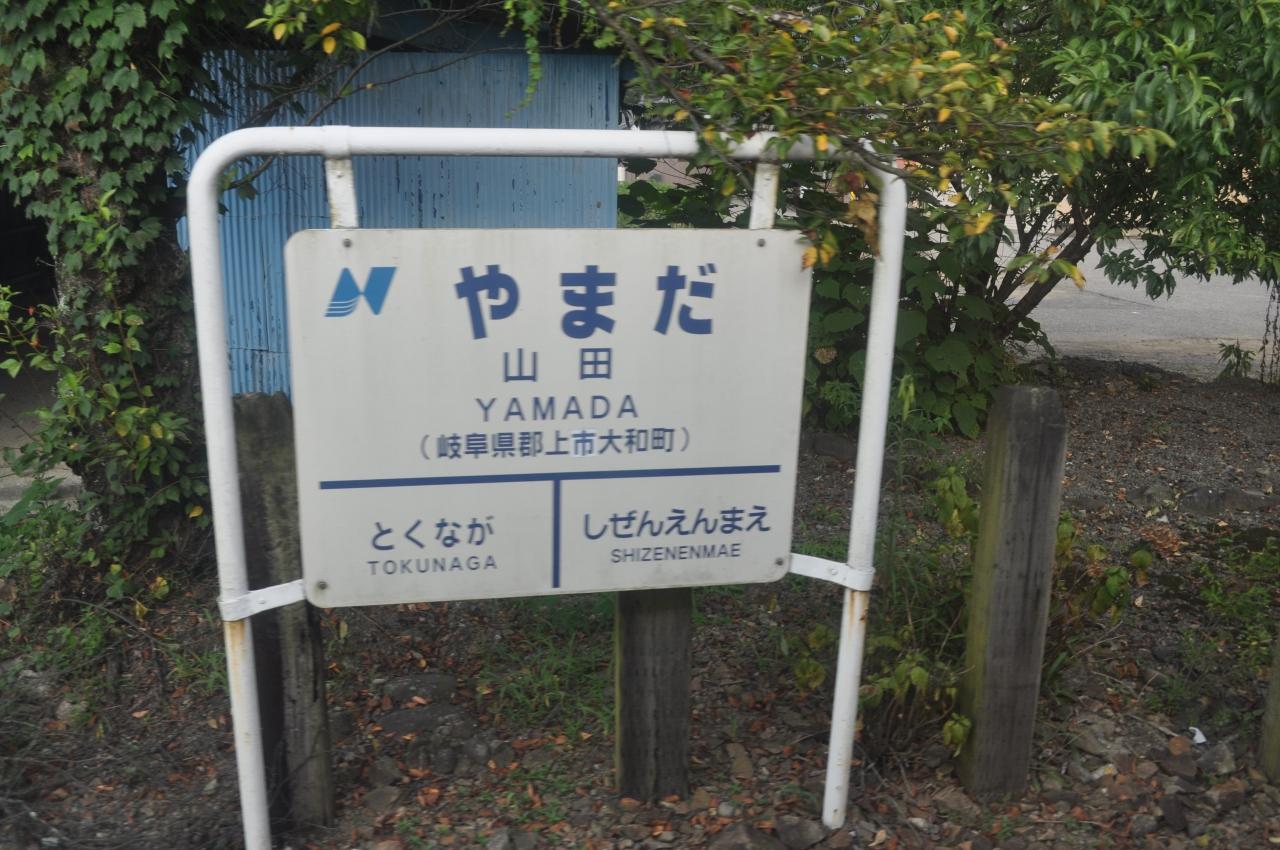 やまだ
山田
YAMADA
（岐阜県郡上市大和町）
とくなが
TOKUNAGA
しぜんえんまえ
SHIZENENMAE